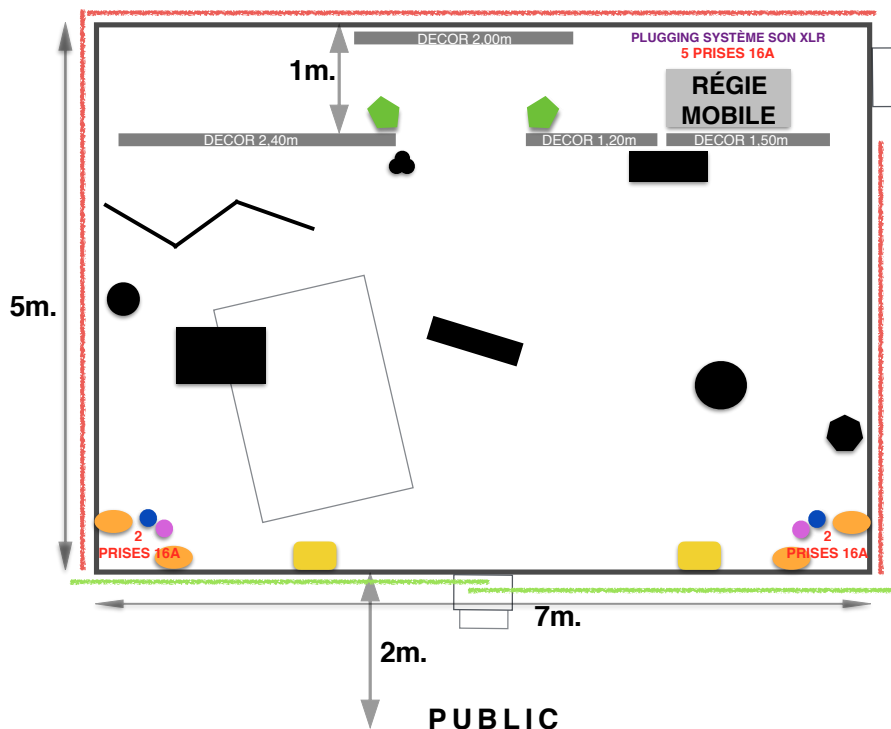 DECOR 2.00m
PLUGGING SYSTÈME SON XLR
5 PRISES 16A
1m.
RÉGIE
MOBILE
DECOR 2,40m
DECOR 1,20m
DECOR 1.50m
5m.
2
PRISES 16A
2
PRISES 16A
7m.
2m.
PUBLIC